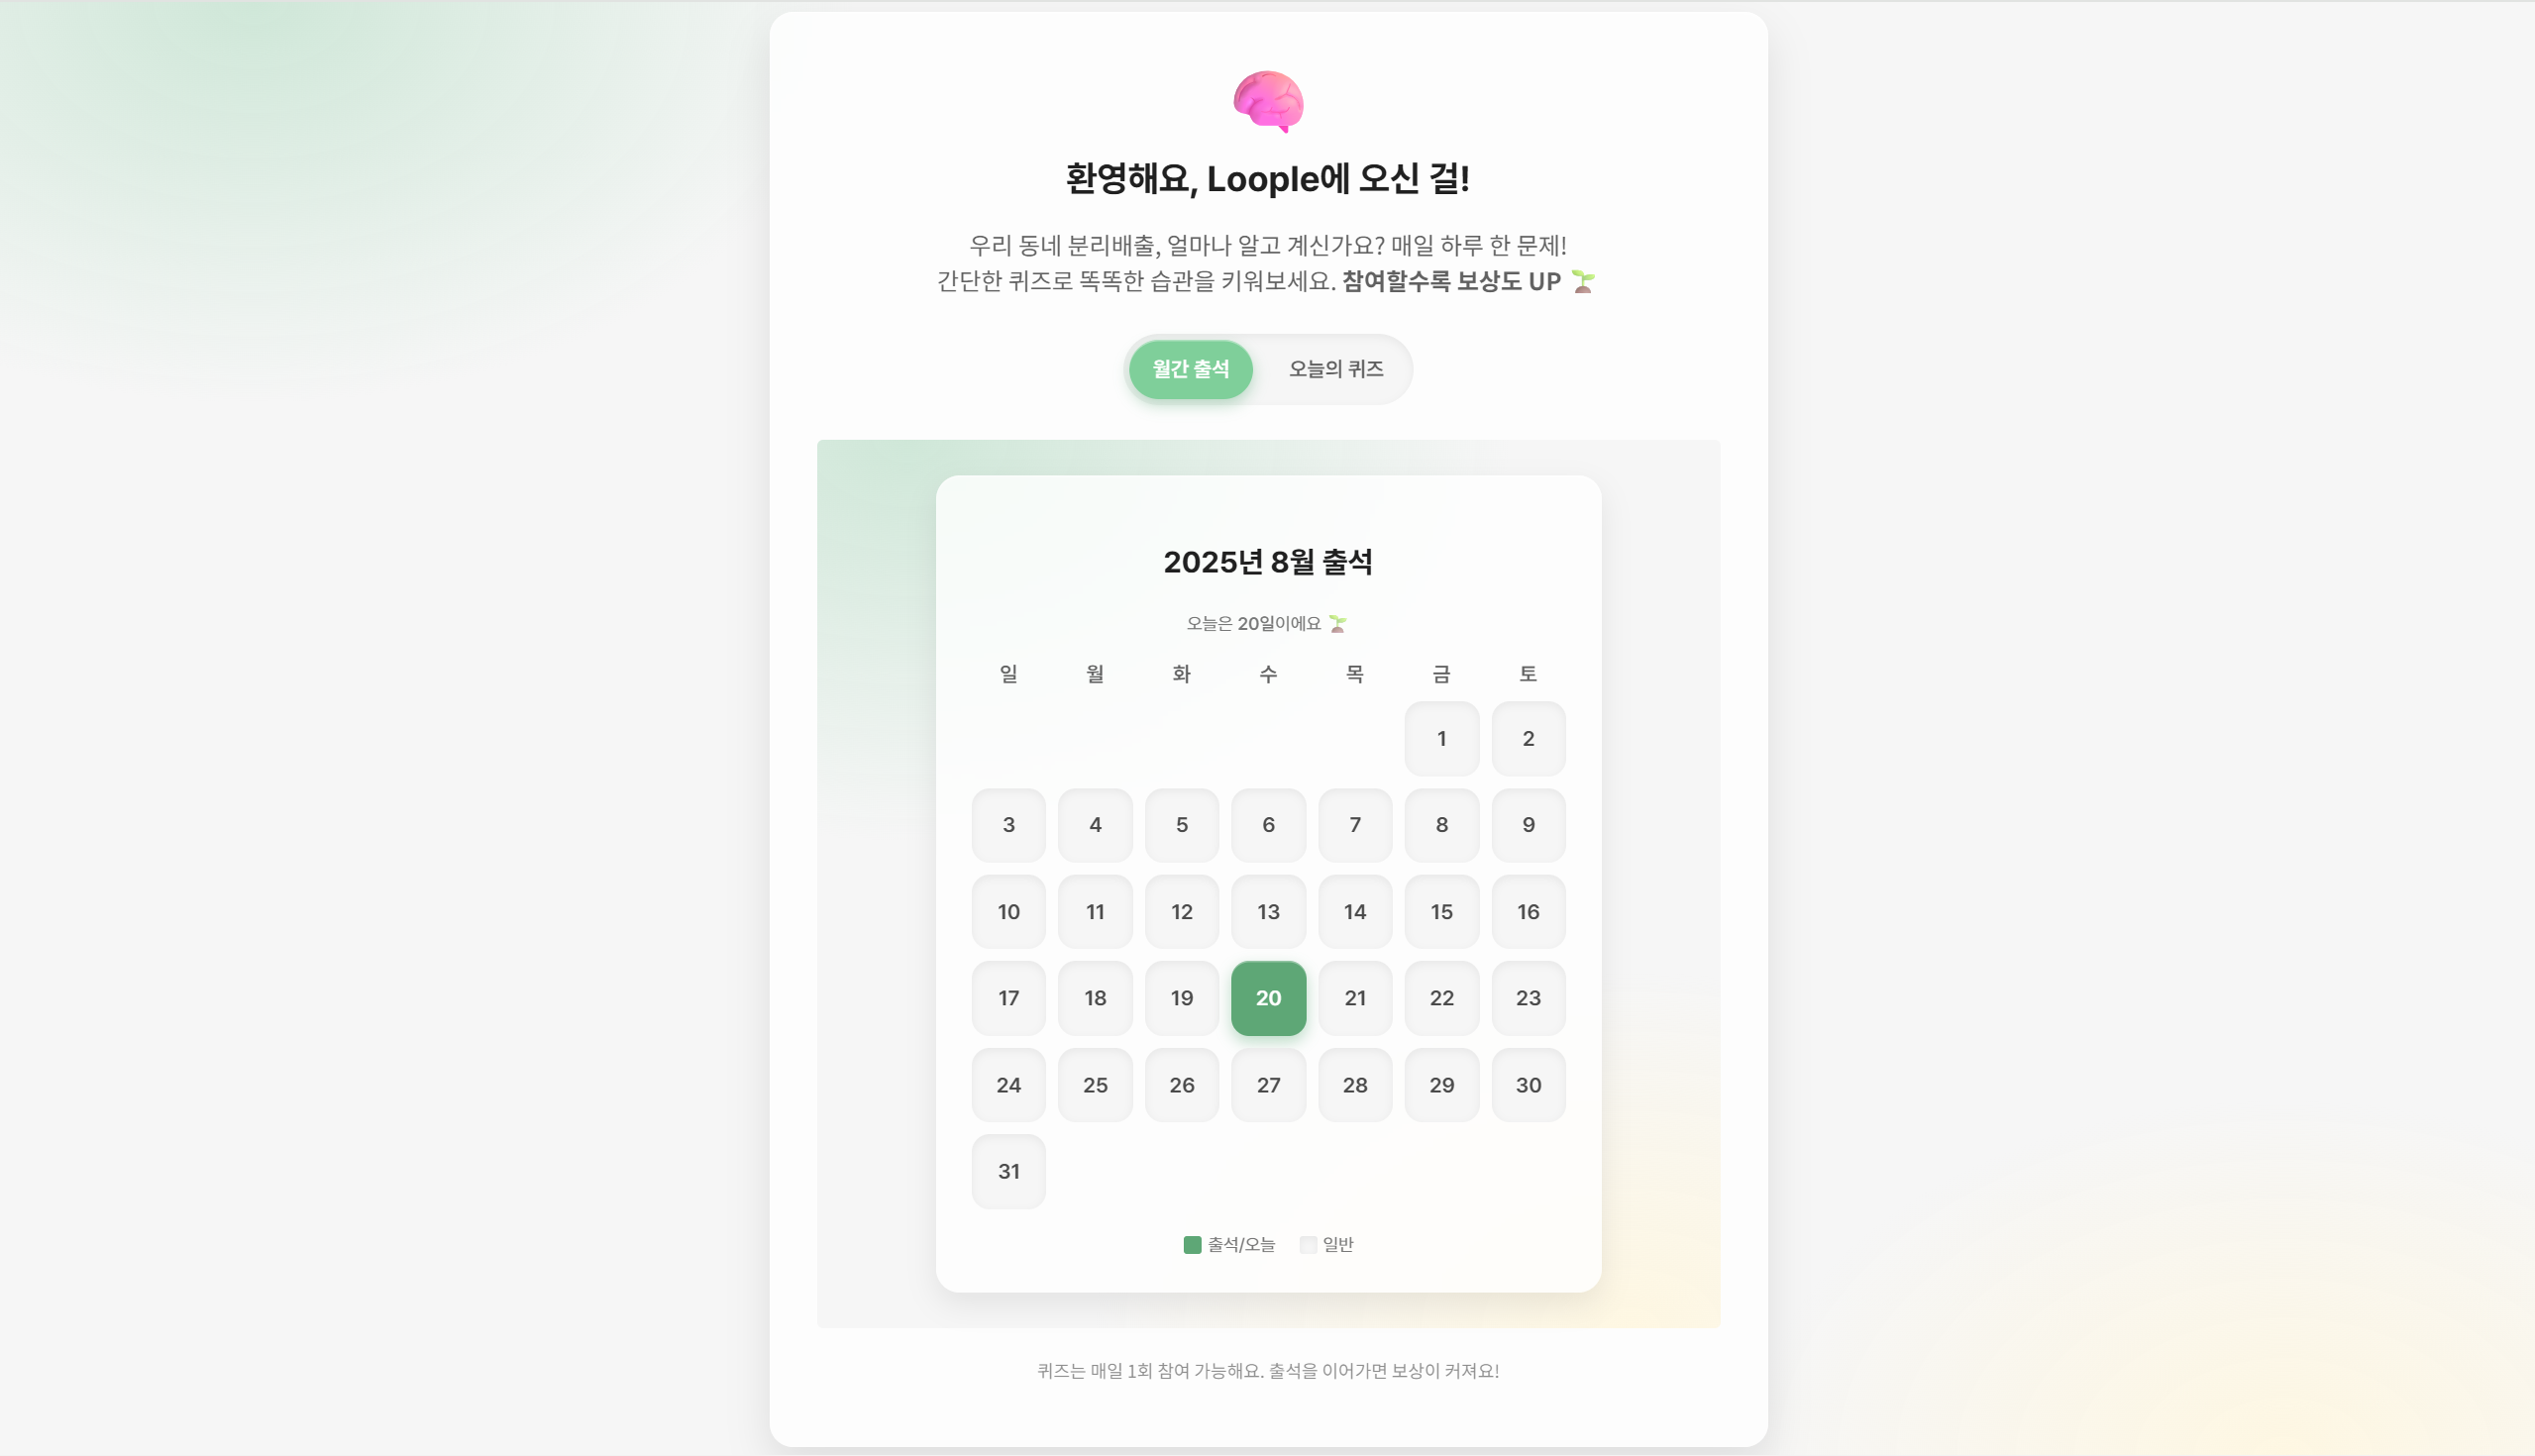 환영해요, Loople에 오신 걸!
우리 동네 분리배출, 얼마나 알고 계신가요? 매일 하루 한 문제!
간단한 퀴즈로 똑똑한 습관을 키워보세요. 참여할수록 보상도 UP 🌱
월간 출석 오늘의 퀴즈
2025년 8월 출석
오늘은 20일이에요 🌱
일 월 화 수 목 금 토
1 2
3 4 5 6 7 8 9
10 11 12 13 14 15 16
17 18 19 20 21 22 23
24 25 26 27 28 29 30
31
출석/오늘 일반
퀴즈는 매일 1회 참여 가능해요. 출석을 이어가면 보상이 커져요!